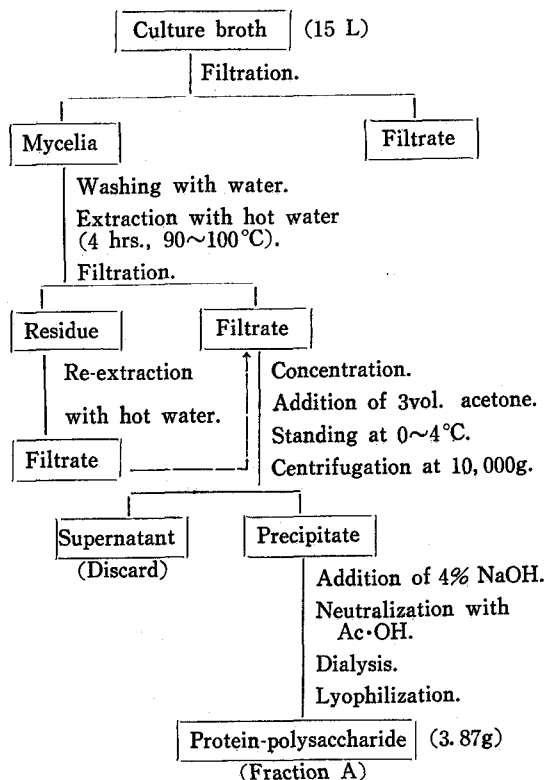 Culture broth (15 L)
Filtration.
Mycelia
Filtrate
Washing with water.
Extraction with hot water
(4 hrs., 90~100°C).
Filtration.
Residue
Filtrate
Re-extraction
with hot water.
Filtrate
Concentration.
Addition of 3vol. acetone.
Standing at 0~4°C.
Centrifugation at 10,000g.
Supernatant
(Discard)
Precipitate
Addition of 4% NaOH.
Neutralization with
Ac·OH.
Dialysis.
Lyophilization.
Protein-polysaccharide (3.87g)
(Fraction A)